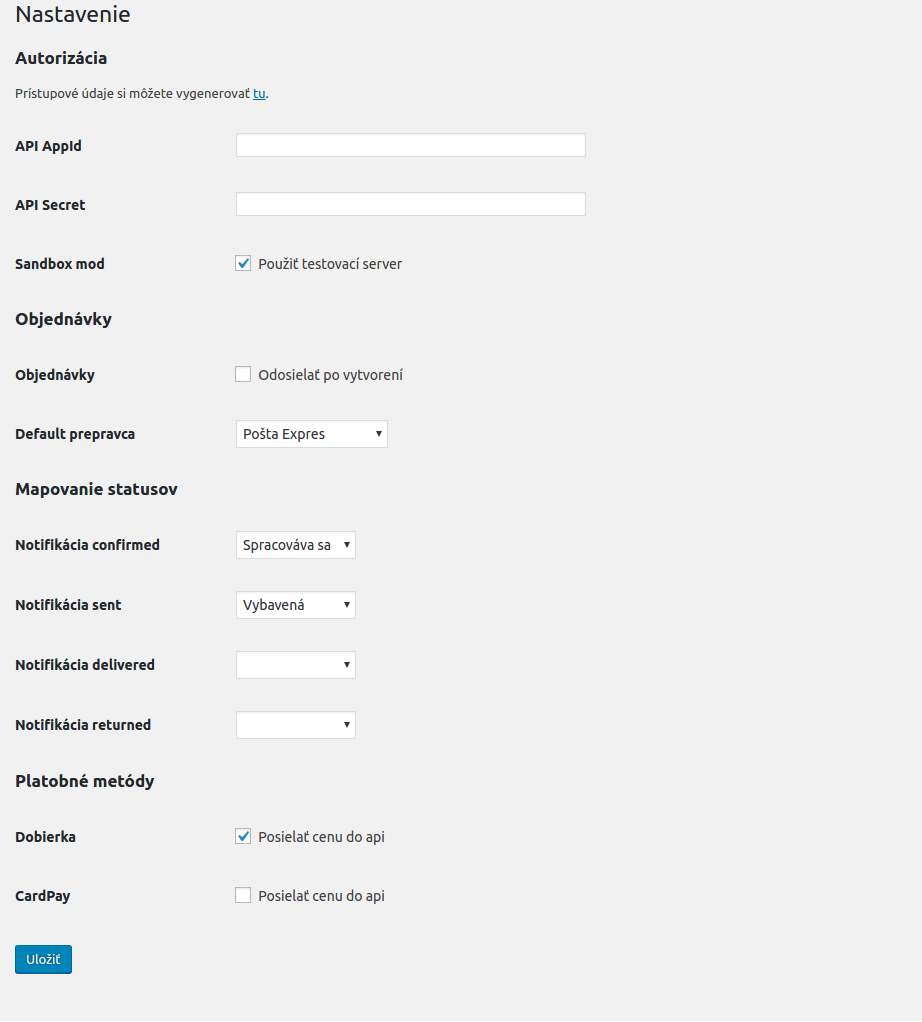 Nastavenie
Autorizácia
Prístupové údaje si môžete vygenerovať tu.
API AppId
API Secret
Sandbox mod Použiť testovací server
Objednávky
Objednávky Odosielať po vytvorení
Default prepravca Pošta Expres
Mapovanie statusov
Notifikácia confirmed Spracováva sa
Notifikácia sent Vybavená
Notifikácia delivered
Notifikácia returned
Platobné metódy
Dobierka Posielať cenu do api
CardPay Posielať cenu do api
Uložiť